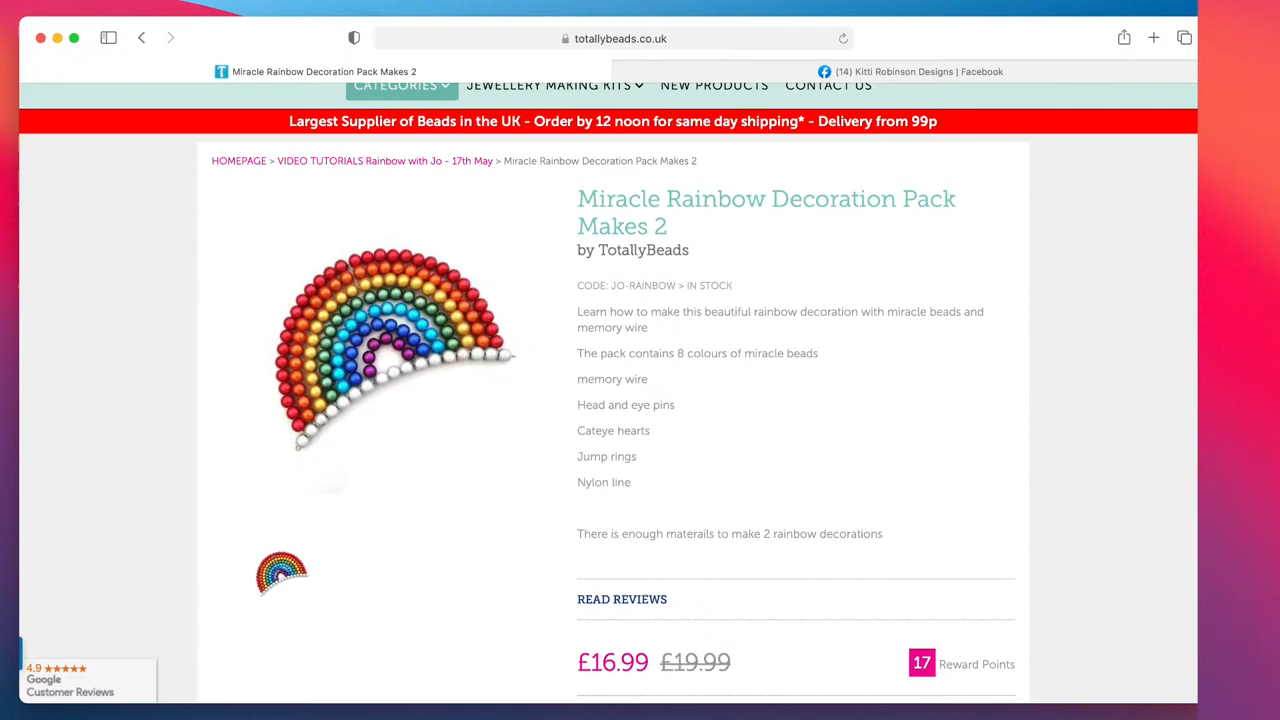 totallybeads.co.uk
Miracle Rainbow Decoration Pack Makes 2
(14) Kitti Robinson Designs | Facebook
CATEGORIES
JEWELLERY MAKING KITS
NEW PRODUCTS
CONTACT US
Largest Supplier of Beads in the UK - Order by 12 noon for same day shipping* - Delivery from 99p
HOMEPAGE > VIDEO TUTORIALS Rainbow with Jo - 17th May > Miracle Rainbow Decoration Pack Makes 2
Miracle Rainbow Decoration Pack
Makes 2
by TotallyBeads
CODE: JO-RAINBOW > IN STOCK
Learn how to make this beautiful rainbow decoration with miracle beads and
memory wire
The pack contains 8 colours of miracle beads
memory wire
Head and eye pins
Cateye hearts
Jump rings
Nylon line
There is enough materails to make 2 rainbow decorations
READ REVIEWS
£16.99 £19.99
17 Reward Points
4.9 ★★★★★
Google
Customer Reviews